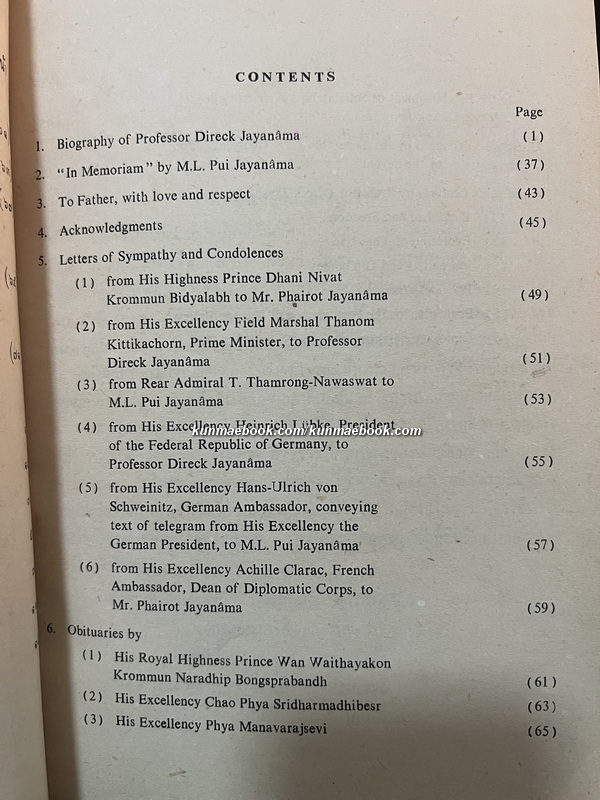 CONTENTS
Page
1. Biography of Professor Direck Jayanâma (1)
2. “In Memoriam” by M.L. Pui Jayanâma (37)
3. To Father, with love and respect (43)
4. Acknowledgments (45)
5. Letters of Sympathy and Condolences
(1) from His Highness Prince Dhani Nivat
Krommun Bidyalabh to Mr. Phairot Jayanâma (49)
(2) from His Excellency Field Marshal Thanom
Kittikachorn, Prime Minister, to Professor
Direck Jayanâma (51)
(3) from Rear Admiral T. Thamrong-Nawaswat to
M.L. Pui Jayanâma (53)
(4) from His Excellency Heinrich Lübke, President
kunmaebook.com/kunmaebook.com
of the Federal Republic of Germany, to
Professor Direck Jayanâma (55)
(5) from His Excellency Hans-Ulrich von
Schweinitz, German Ambassador, conveying
text of telegram from His Excellency the
German President, to M.L. Pui Jayanâma (57)
(6) from His Excellency Achille Clarac, French
Ambassador, Dean of Diplomatic Corps, to
Mr. Phairot Jayanâma (59)
6. Obituaries by
(1) His Royal Highness Prince Wan Waithayakon
Krommun Naradhip Bongsprabandh (61)
(2) His Excellency Chao Phya Sridharmadhibesr (63)
(3) His Excellency Phya Manavarajsevi (65)